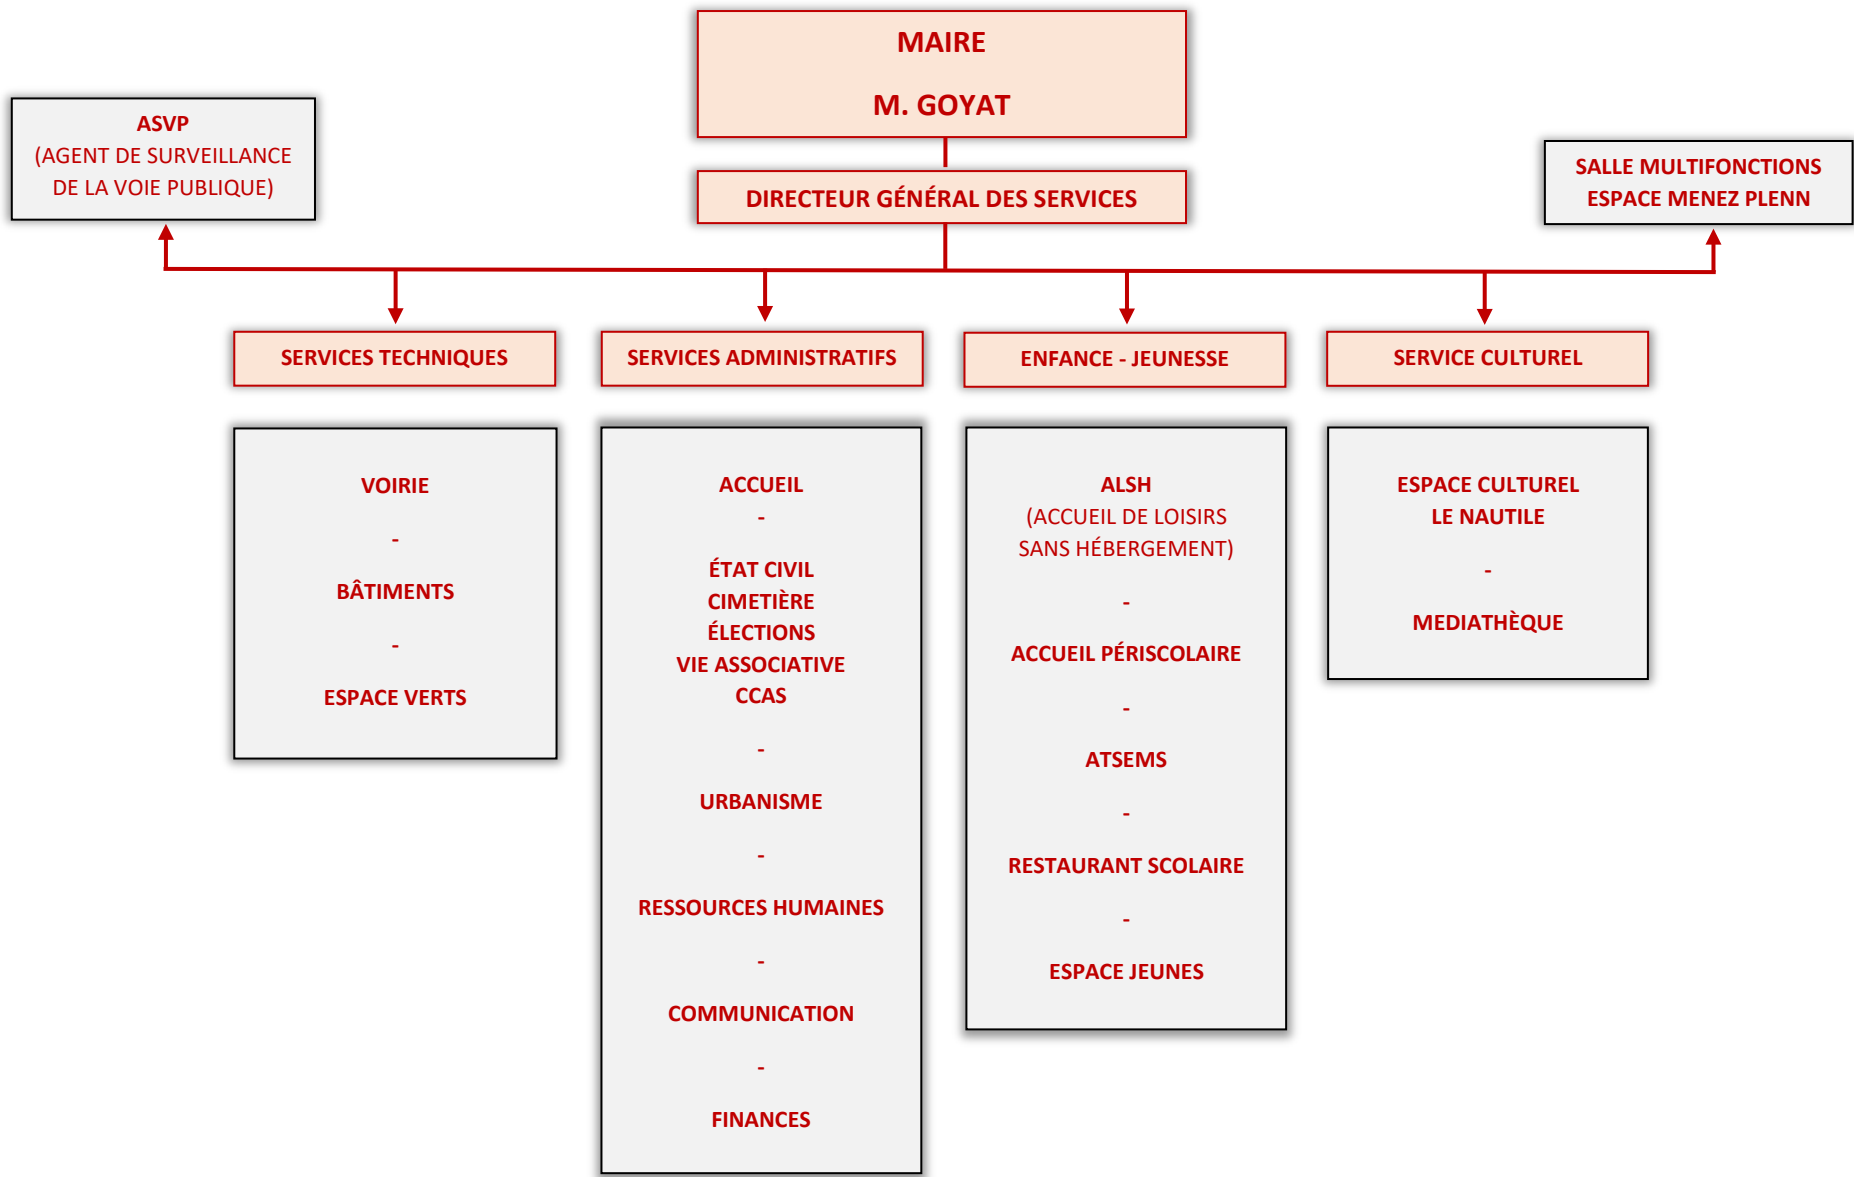 MAIRE
M. GOYAT
ASVP
(AGENT DE SURVEILLANCE
DE LA VOIE PUBLIQUE)
DIRECTEUR GÉNÉRAL DES SERVICES
SALLE MULTIFONCTIONS
ESPACE MENEZ PLENN
SERVICES TECHNIQUES
VOIRIE
-
BÂTIMENTS
-
ESPACE VERTS
SERVICES ADMINISTRATIFS
ACCUEIL
-
ÉTAT CIVIL
CIMETIÈRE
ÉLECTIONS
VIE ASSOCIATIVE
CCAS
-
URBANISME
-
RESSOURCES HUMAINES
-
COMMUNICATION
-
FINANCES
ENFANCE - JEUNESSE
ALSH
(ACCUEIL DE LOISIRS
SANS HÉBERGEMENT)
-
ACCUEIL PÉRISCOLAIRE
-
ATSEMS
-
RESTAURANT SCOLAIRE
-
ESPACE JEUNES
SERVICE CULTUREL
ESPACE CULTUREL
LE NAUTILE
-
MEDIATHÈQUE